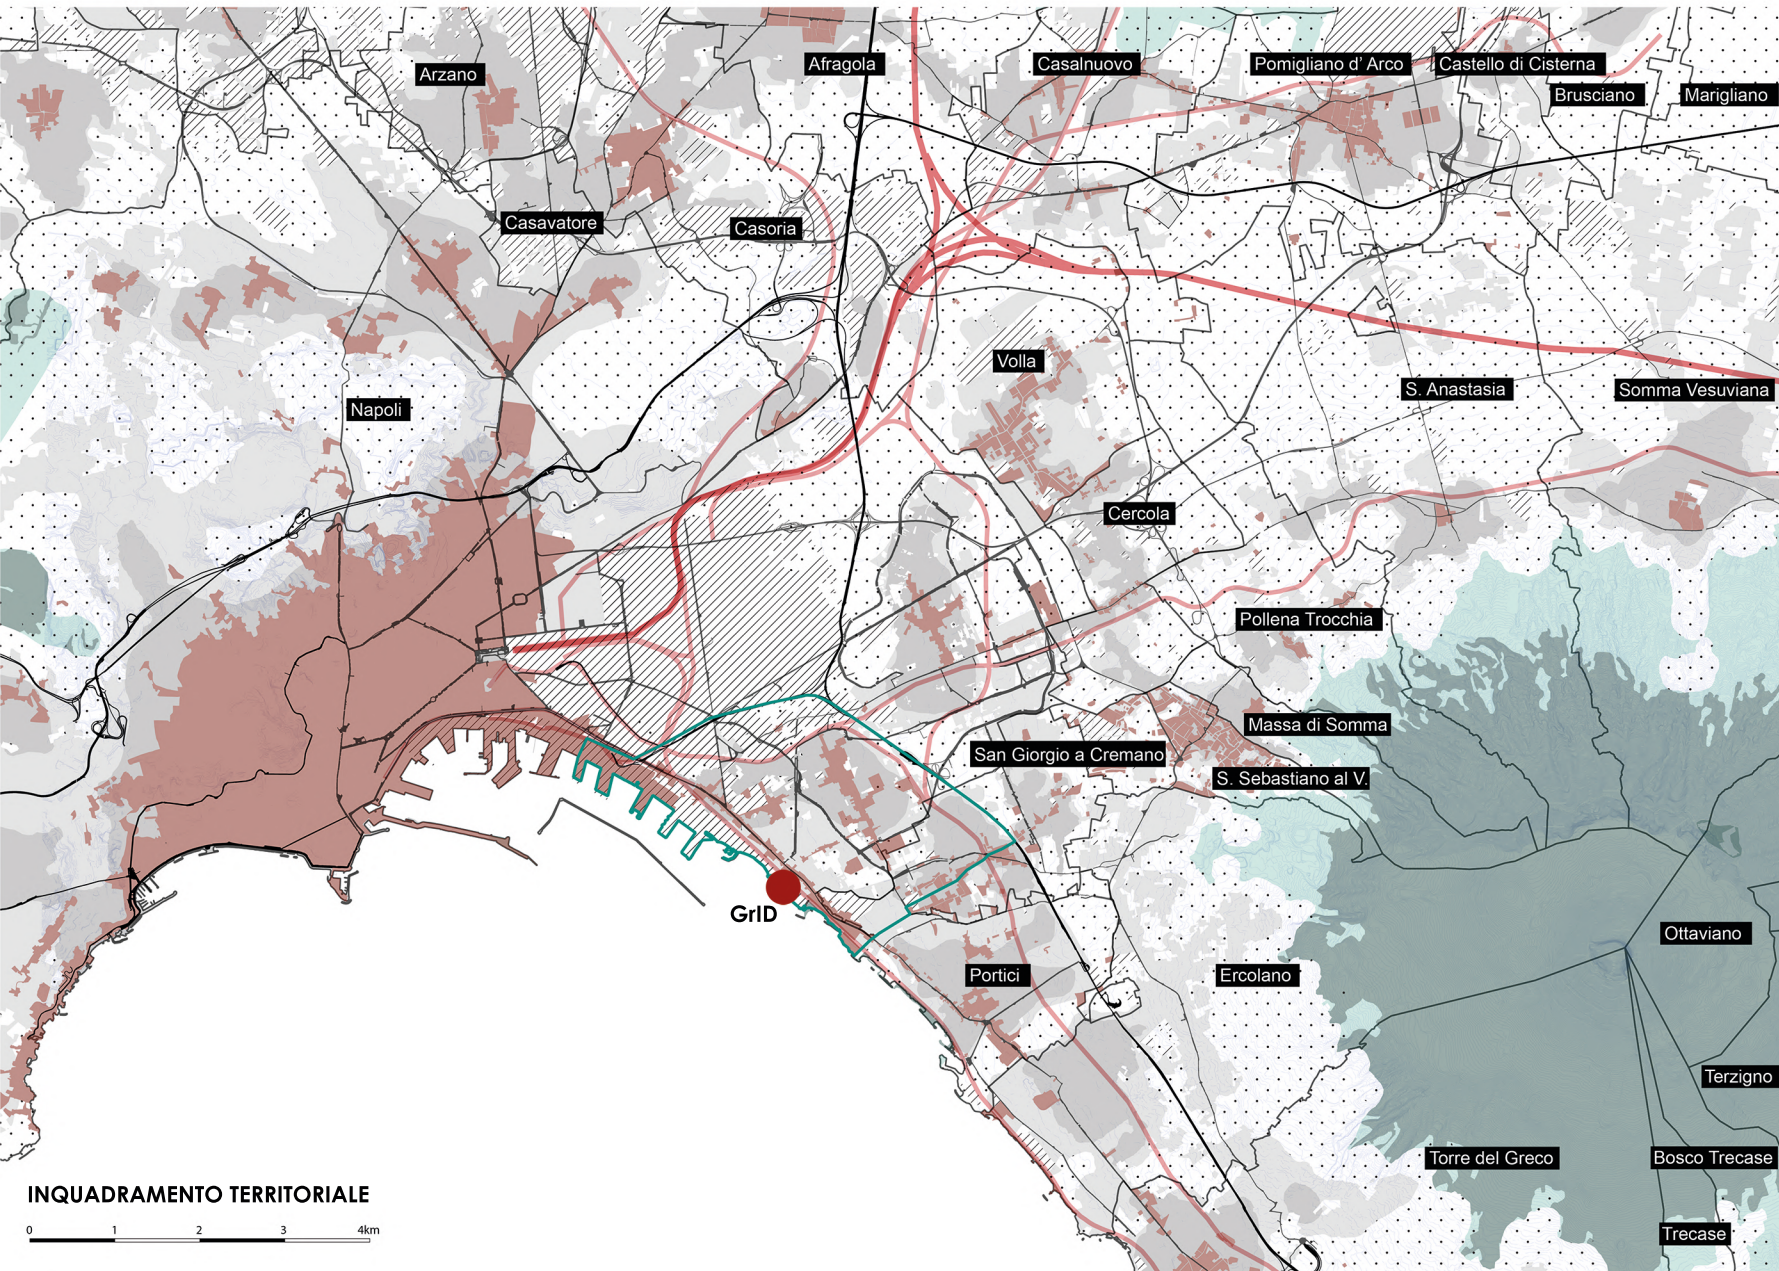 Afragola
Casalnuovo
Pomigliano d' Arco
Castello di Cisterna
Arzano
Brusciano
Marigliano
Casavatore
Casoria
Volla
S. Anastasia
Somma Vesuviana
Napoli
Cercola
Pollena Trocchia
Massa di Somma
San Giorgio a Cremano
S. Sebastiano al V.
GrID
Ottaviano
Portici
Ercolano
Terzigno
Torre del Greco
Bosco Trecase
Trecase
INQUADRAMENTO TERRITORIALE
0 1 2 3 4km